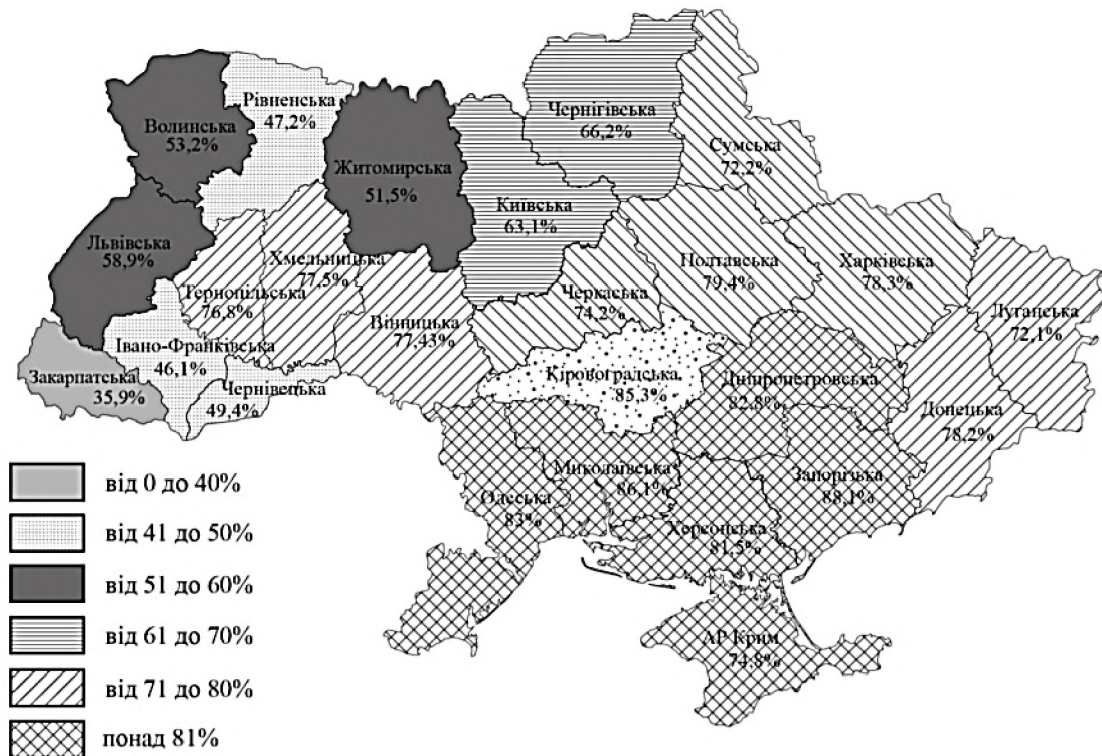 Волинська
53,2%
Рівненська
47,2%
Житомирська
51,5%
Чернігівська
66,2%
Сумська
72,2%
Київська
63,1%
Львівська
58,9%
Тернопільська
76,8%
Хмельницька
77,5%
Вінницька
77,43%
Черкаська
74,2%
Полтавська
79,4%
Харківська
78,3%
Луганська
72,1%
Закарпатська
35,9%
Івано-Франківська
46,1%
Чернівецька
49,4%
Кіровоградська
85,3%
Дніпропетровська
82,8%
Донецька
78,2%
Одеська
83%
Миколаївська
86,1%
Херсонська
81,5%
Запорізька
88,1%
АР Крим
74,8%
від 0 до 40%
від 41 до 50%
від 51 до 60%
від 61 до 70%
від 71 до 80%
понад 81%